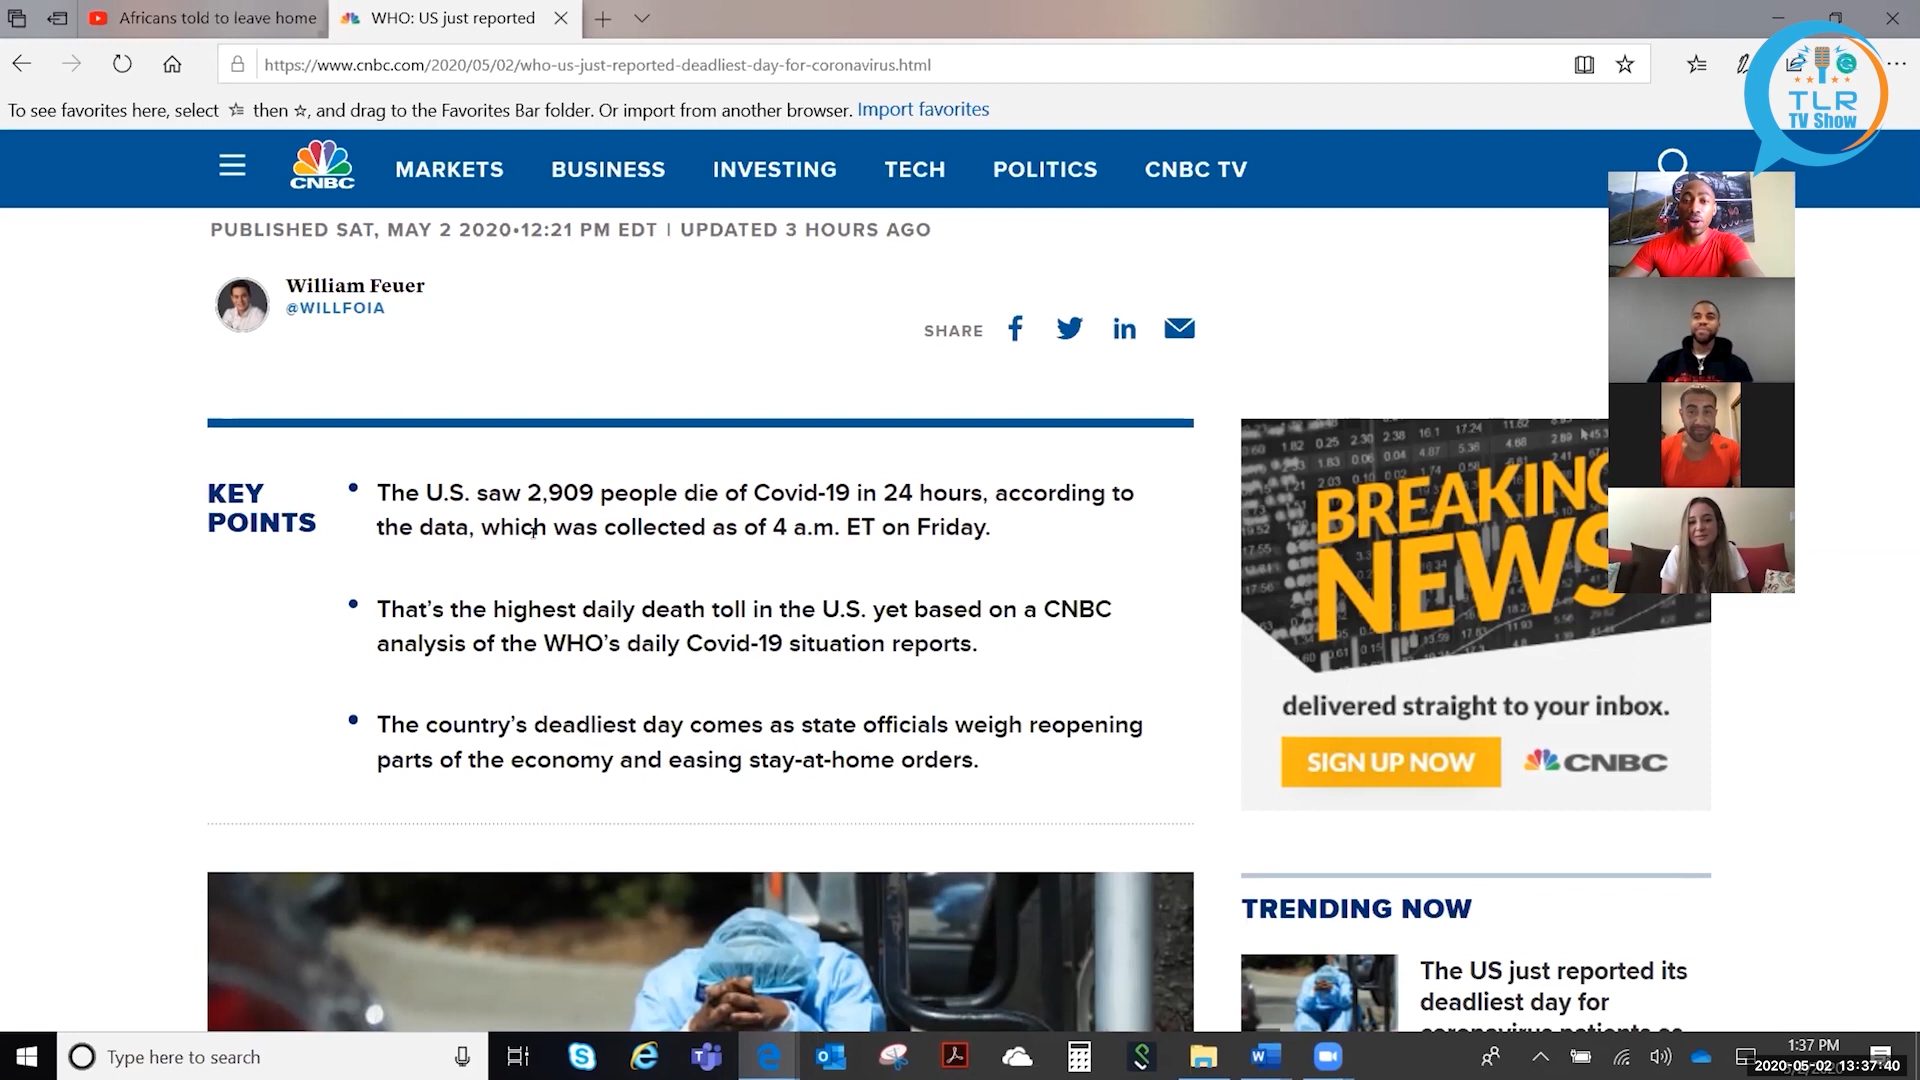 Africans told to leave home
WHO: US just reported
https://www.cnbc.com/2020/05/02/who-us-just-reported-deadliest-day-for-coronavirus.html
To see favorites here, select then ☆, and drag to the Favorites Bar folder. Or import from another browser. Import favorites
TLR
TV Show
CNBC
MARKETS BUSINESS INVESTING TECH POLITICS CNBC TV
PUBLISHED SAT, MAY 2 2020•12:21 PM EDT | UPDATED 3 HOURS AGO
William Feuer
@WILLFOIA
SHARE
KEY
POINTS
• The U.S. saw 2,909 people die of Covid-19 in 24 hours, according to
the data, which was collected as of 4 a.m. ET on Friday.
• That's the highest daily death toll in the U.S. yet based on a CNBC
analysis of the WHO's daily Covid-19 situation reports.
• The country's deadliest day comes as state officials weigh reopening
parts of the economy and easing stay-at-home orders.
BREAKING
NEWS
delivered straight to your inbox.
SIGN UP NOW
CNBC
TRENDING NOW
The US just reported its
deadliest day for
coronavirus patients as
Type here to search
1:37 PM
2020-05-02 13:37:40